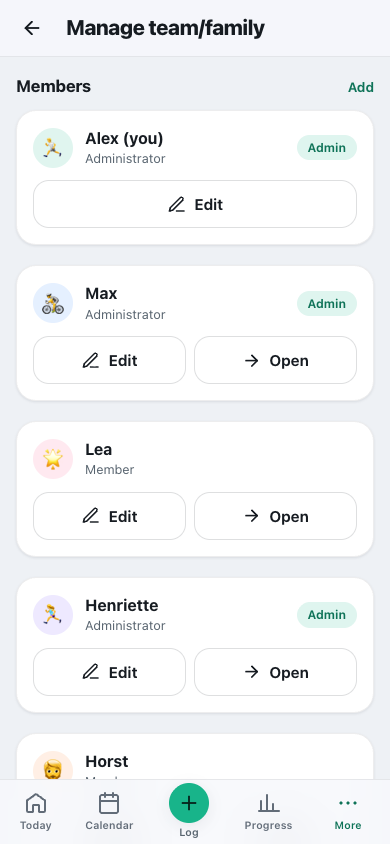 Manage team/family
Members
Add
Alex (you)
Administrator
Admin
Edit
Max
Administrator
Admin
Edit
Open
Lea
Member
Edit
Open
Henriette
Administrator
Admin
Edit
Open
Horst
Today
Calendar
Log
Progress
More